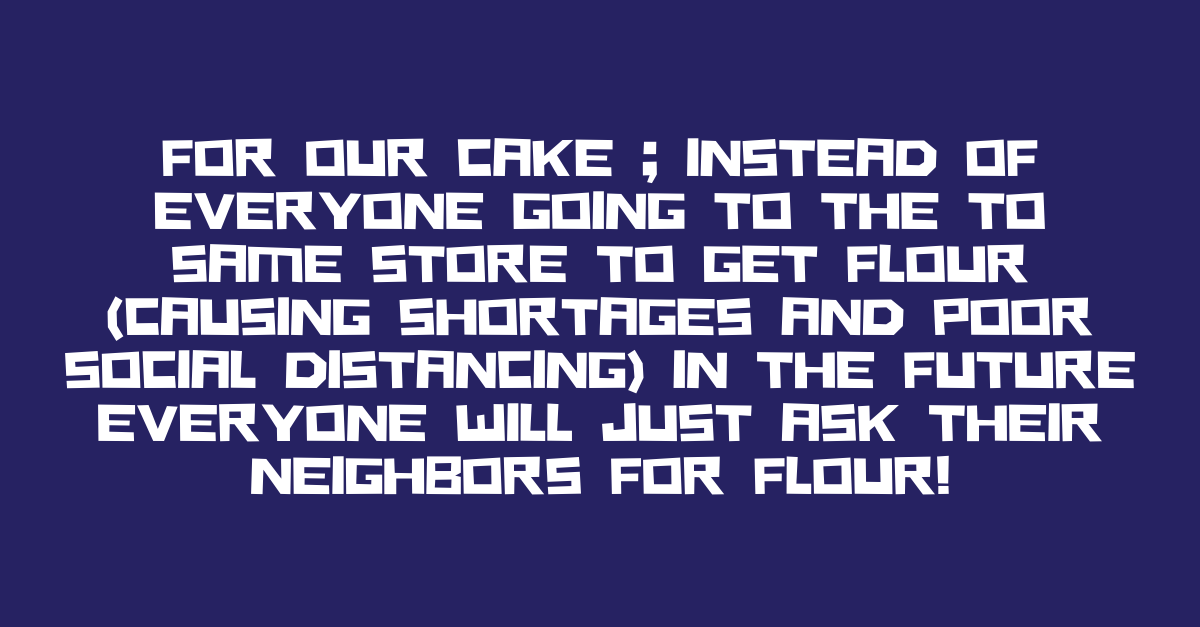 FOR OUR CAKE ; INSTEAD OF
EVERYONE GOING TO THE TO
SAME STORE TO GET FLOUR
(CAUSING SHORTAGES AND POOR
SOCIAL DISTANCING) IN THE FUTURE
EVERYONE WILL JUST ASK THEIR
NEIGHBORS FOR FLOUR!